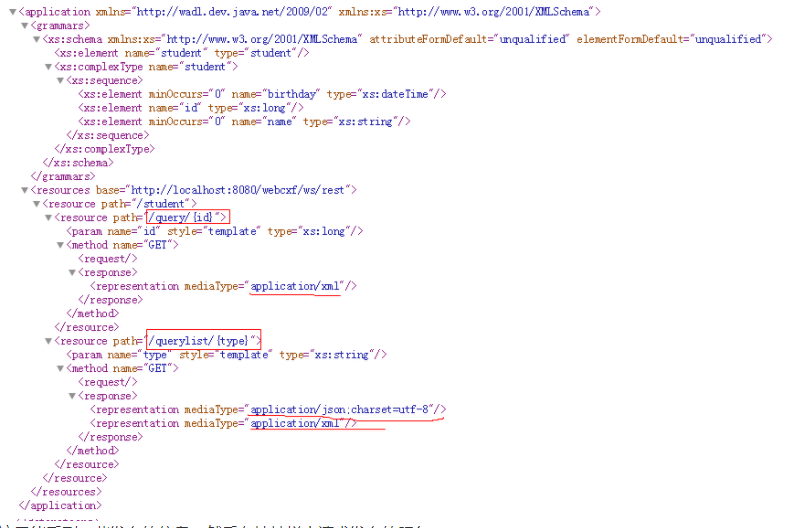 <application xmlns="http://wadl.dev.java.net/2009/02" xmlns:xs="http://www.w3.org/2001/XMLSchema">
<grammars>
<xs:schema xmlns:xs="http://www.w3.org/2001/XMLSchema" attributeFormDefault="unqualified" elementFormDefault="unqualified">
<xs:element name="student" type="student"/>
<xs:complexType name="student">
<xs:sequence>
<xs:element minOccurs="0" name="birthday" type="xs:dateTime"/>
<xs:element name="id" type="xs:long"/>
<xs:element minOccurs="0" name="name" type="xs:string"/>
</xs:sequence>
</xs:complexType>
</xs:schema>
</grammars>
<resources base="http://localhost:8080/webcxf/ws/rest">
<resource path="/student">
<resource path="/query/{id}">
<param name="id" style="template" type="xs:long"/>
<method name="GET">
<request/>
<response>
<representation mediaType="application/xml"/>
</response>
</method>
</resource>
<resource path="/querylist/{type}">
<param name="type" style="template" type="xs:string"/>
<method name="GET">
<request/>
<response>
<representation mediaType="application/json;charset=utf-8"/>
<representation mediaType="application/xml"/>
</response>
</method>
</resource>
</resource>
</resources>
</application>